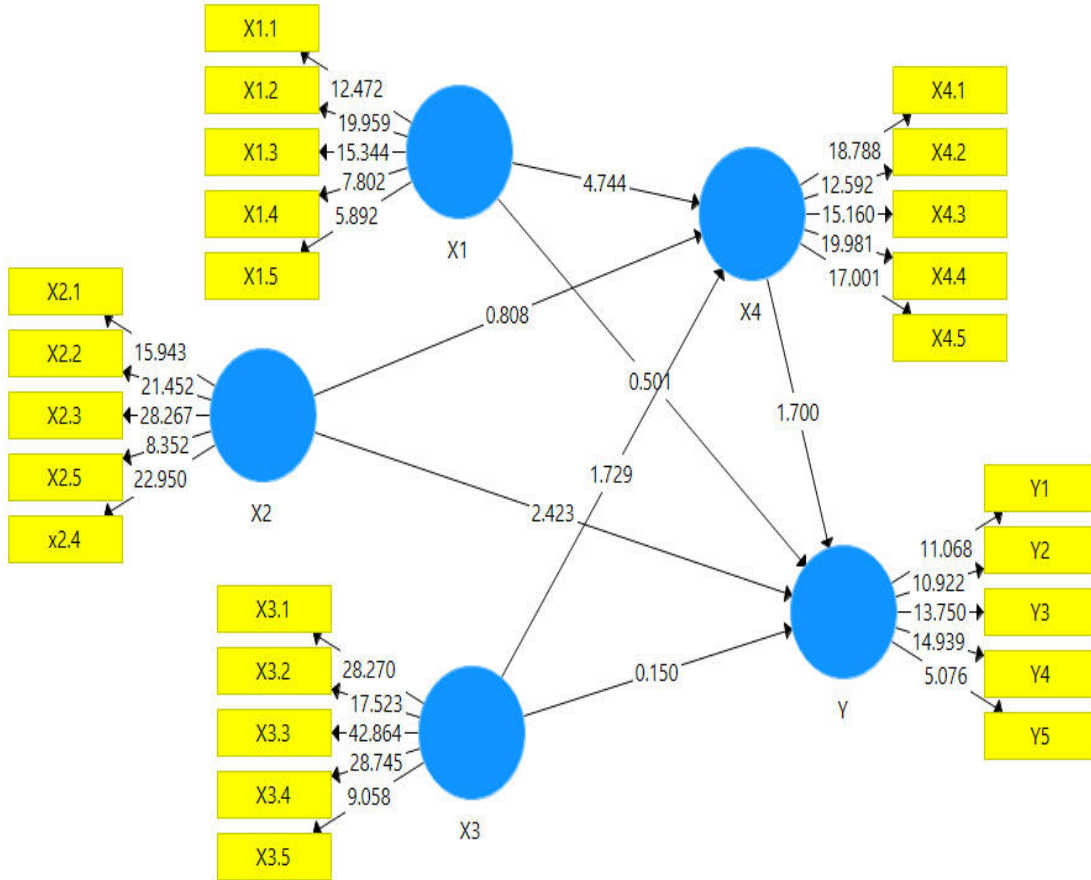 X1.1
X1.2
X1.3
X1.4
X1.5
12.472
19.959
15.344
7.802
5.892
X1
X4.1
X4.2
X4.3
X4.4
X4.5
18.788
12.592
15.160
19.981
17.001
X4
4.744
0.808
0.501
1.729
1.700
2.423
0.150
X2.1
X2.2
X2.3
X2.5
x2.4
15.943
21.452
28.267
8.352
22.950
X2
X3.1
X3.2
X3.3
X3.4
X3.5
28.270
17.523
42.864
28.745
9.058
X3
Y1
Y2
Y3
Y4
Y5
11.068
10.922
13.750
14.939
5.076
Y